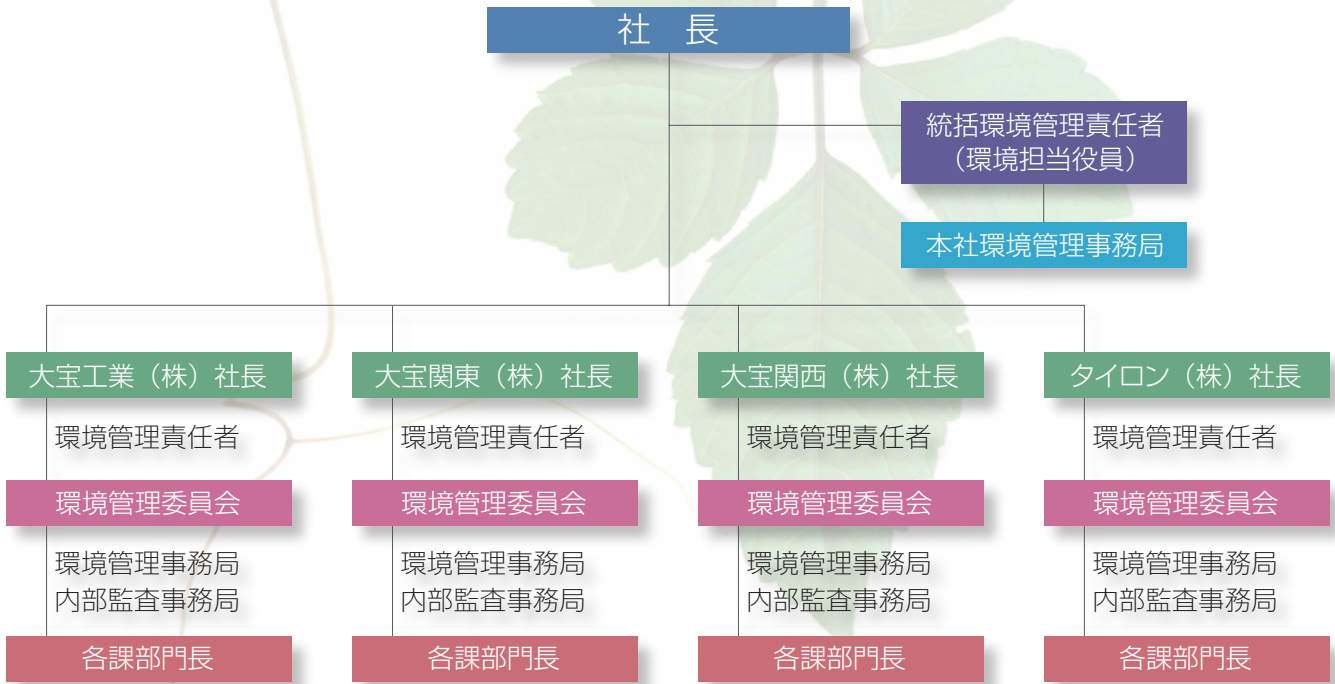 社　長
統括環境管理責任者
（環境担当役員）
本社環境管理事務局
大宝工業（株）社長
環境管理責任者
環境管理委員会
環境管理事務局
内部監査事務局
各課部門長
大宝関東（株）社長
環境管理責任者
環境管理委員会
環境管理事務局
内部監査事務局
各課部門長
大宝関西（株）社長
環境管理責任者
環境管理委員会
環境管理事務局
内部監査事務局
各課部門長
タイロン（株）社長
環境管理責任者
環境管理委員会
環境管理事務局
内部監査事務局
各課部門長